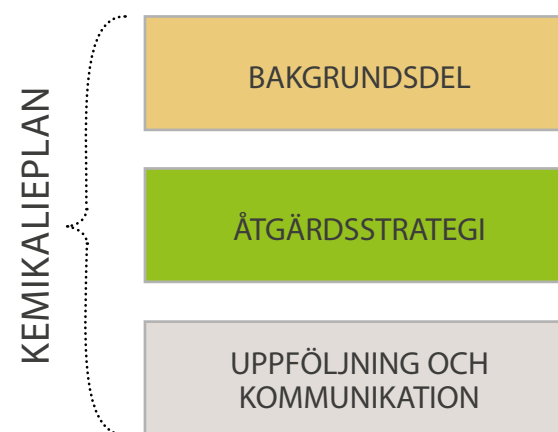 KEMIKALIEPLAN
BAKGRUNDSDEL
ÅTGÄRDSSTRATEGI
UPPFÖLJNING OCH
KOMMUNIKATION